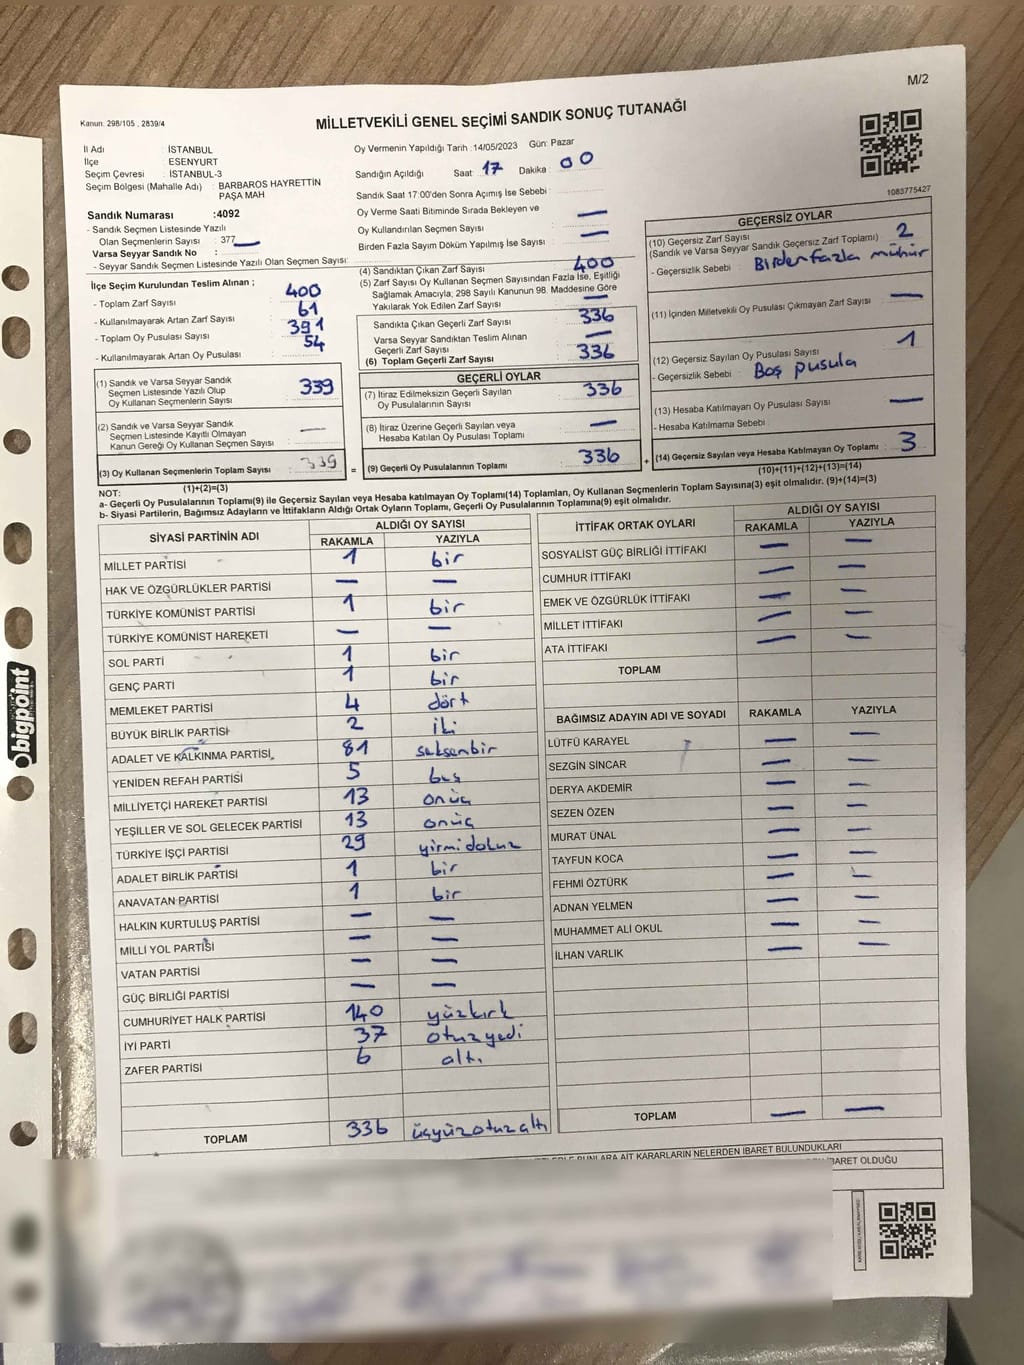 M/2
Kanun: 298/105 , 2839/4
MİLLETVEKİLİ GENEL SEÇİMİ SANDIK SONUÇ TUTANAĞI
İl Adı : İSTANBUL
İlçe : ESENYURT
Seçim Çevresi : İSTANBUL-3
Seçim Bölgesi (Mahalle Adı) : BARBAROS HAYRETTİN
PAŞA MAH
Sandık Numarası :4092
- Sandık Seçmen Listesinde Yazılı
Olan Seçmenlerin Sayısı : 377
Varsa Seyyar Sandık No : —
- Seyyar Sandık Seçmen Listesinde Yazılı Olan Seçmen Sayısı:
İlçe Seçim Kurulundan Teslim Alınan ;
- Toplam Zarf Sayısı : 400
- Kullanılmayarak Artan Zarf Sayısı : 61
- Toplam Oy Pusulası Sayısı : 391
- Kullanılmayarak Artan Oy Pusulası : 54
(1) Sandık ve Varsa Seyyar Sandık
Seçmen Listesinde Yazılı Olup
Oy Kullanan Seçmenlerin Sayısı : 339
(2) Sandık ve Varsa Seyyar Sandık
Seçmen Listesinde Kayıtlı Olmayan
Kanun Gereği Oy Kullanan Seçmen Sayısı : —
(3) Oy Kullanan Seçmenlerin Toplam Sayısı : 339
(1)+(2)=(3)
Oy Vermenin Yapıldığı Tarih :14/05/2023 Gün: Pazar
Sandığın Açıldığı Saat : 17 Dakika : 00
Sandık Saat 17:00'den Sonra Açımış İse Sebebi :
Oy Verme Saati Bitiminde Sırada Bekleyen ve
Oy Kullandırılan Seçmen Sayısı : —
Birden Fazla Sayım Döküm Yapılmış İse Sayısı : —
(4) Sandıktan Çıkan Zarf Sayısı : 400
(5) Zarf Sayısı Oy Kullanan Seçmen Sayısından Fazla İse, Eşitliği
Sağlamak Amacıyla, 298 Sayılı Kanunun 98. Maddesine Göre
Yakılarak Yok Edilen Zarf Sayısı : —
Sandıkta Çıkan Geçerli Zarf Sayısı : 336
Varsa Seyyar Sandıktan Teslim Alınan
Geçerli Zarf Sayısı : —
(6) Toplam Geçerli Zarf Sayısı : 336
GEÇERLİ OYLAR
(7) İtiraz Edilmeksizin Geçerli Sayılan
Oy Pusulalarının Sayısı : 336
(8) İtiraz Üzerine Geçerli Sayılan veya
Hesaba Katılan Oy Pusulası Toplamı : —
= (9) Geçerli Oy Pusulalarının Toplamı : 336
1083775427
GEÇERSİZ OYLAR
(10) Geçersiz Zarf Sayısı
(Sandık ve Varsa Seyyar Sandık Geçersiz Zarf Toplamı) : 2
- Geçersizlik Sebebi : Birden fazla mühür
(11) İçinden Milletvekili Oy Pusulası Çıkmayan Zarf Sayısı : —
(12) Geçersiz Sayılan Oy Pusulası Sayısı : 1
- Geçersizlik Sebebi : Boş pusula
(13) Hesaba Katılmayan Oy Pusulası Sayısı : —
- Hesaba Katılmama Sebebi :
+ (14) Geçersiz Sayılan veya Hesaba Katılmayan Oy Toplamı : 3
(10)+(11)+(12)+(13)=(14)
NOT:
a- Geçerli Oy Pusulalarının Toplamı(9) ile Geçersiz Sayılan veya Hesaba katılmayan Oy Toplamı(14) Toplamları, Oy Kullanan Seçmenlerin Toplam Sayısına(3) eşit olmalıdır. (9)+(14)=(3)
b- Siyasi Partilerin, Bağımsız Adayların ve İttifakların Aldığı Ortak Oyların Toplamı, Geçerli Oy Pusulalarının Toplamına(9) eşit olmalıdır.
SİYASİ PARTİNİN ADI ALDIĞI OY SAYISI
RAKAMLA YAZIYLA
MİLLET PARTİSİ 1 bir
HAK VE ÖZGÜRLÜKLER PARTİSİ — —
TÜRKİYE KOMÜNİST PARTİSİ 1 bir
TÜRKİYE KOMÜNİST HAREKETİ — —
SOL PARTİ 1 bir
GENÇ PARTİ 1 bir
MEMLEKET PARTİSİ 4 dört
BÜYÜK BİRLİK PARTİSİ 2 iki
ADALET VE KALKINMA PARTİSİ 81 seksenbir
YENİDEN REFAH PARTİSİ 5 beş
MİLLİYETÇİ HAREKET PARTİSİ 13 onüç
YEŞİLLER VE SOL GELECEK PARTİSİ 13 onüç
TÜRKİYE İŞÇİ PARTİSİ 29 yirmidokuz
ADALET BİRLİK PARTİSİ 1 bir
ANAVATAN PARTİSİ 1 bir
HALKIN KURTULUŞ PARTİSİ — —
MİLLİ YOL PARTİSİ — —
VATAN PARTİSİ — —
GÜÇ BİRLİĞİ PARTİSİ — —
CUMHURİYET HALK PARTİSİ 140 yüzkırk
İYİ PARTİ 37 otuzyedi
ZAFER PARTİSİ 6 altı
TOPLAM 336 üçyüzotuzaltı
İTTİFAK ORTAK OYLARI ALDIĞI OY SAYISI
RAKAMLA YAZIYLA
SOSYALİST GÜÇ BİRLİĞİ İTTİFAKI — —
CUMHUR İTTİFAKI — —
EMEK VE ÖZGÜRLÜK İTTİFAKI — —
MİLLET İTTİFAKI — —
ATA İTTİFAKI — —
TOPLAM
BAĞIMSIZ ADAYIN ADI VE SOYADI RAKAMLA YAZIYLA
LÜTFÜ KARAYEL — —
SEZGİN SİNCAR — —
DERYA AKDEMİR — —
SEZEN ÖZEN — —
MURAT ÜNAL — —
TAYFUN KOCA — —
FEHMİ ÖZTÜRK — —
ADNAN YELMEN — —
MUHAMMET ALİ OKUL — —
İLHAN VARLIK — —
TOPLAM — —
BUNLARA AİT KARARLARIN NELERDEN İBARET BULUNDUKLARI
İBARET OLDUĞU
bigpoint